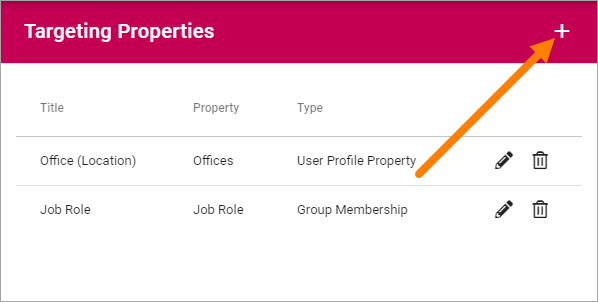 Targeting Properties
Title Property Type
Office (Location) Offices User Profile Property
Job Role Job Role Group Membership